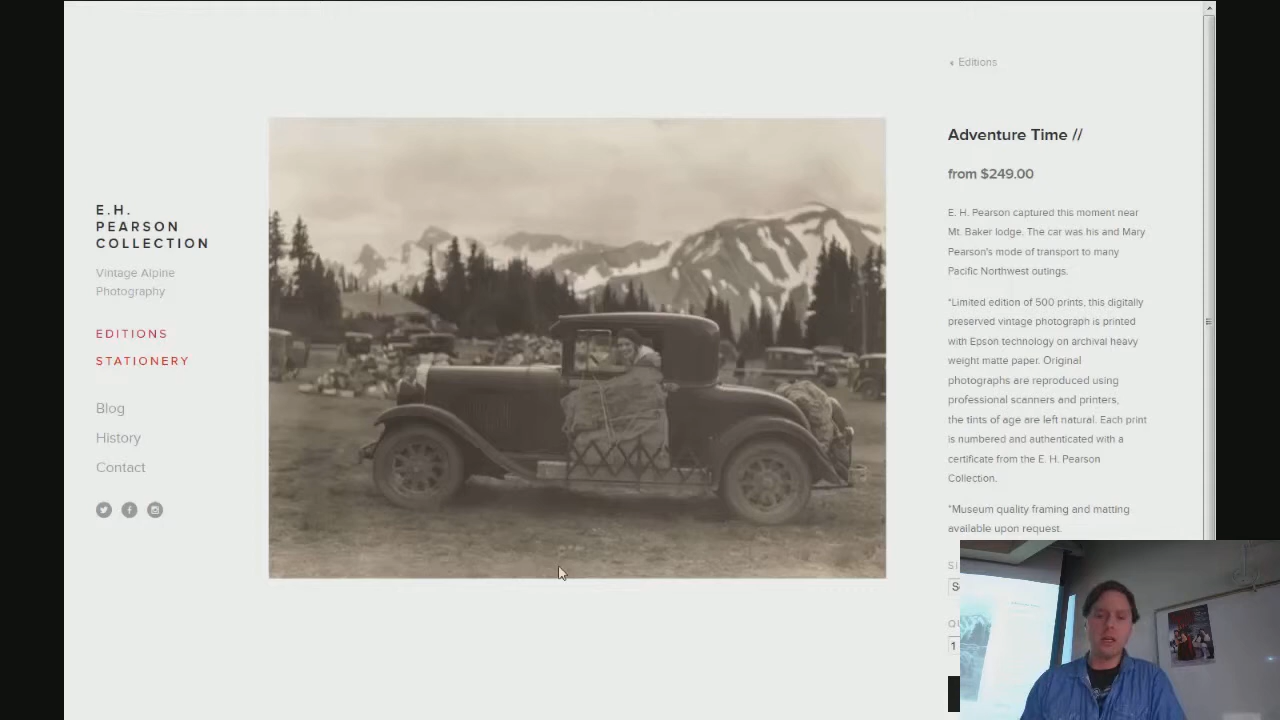 E.H.
PEARSON
COLLECTION
Vintage Alpine
Photography
EDITIONS
STATIONERY
Blog
History
Contact
◂ Editions
Adventure Time //
from $249.00
E. H. Pearson captured this moment near
Mt. Baker lodge. The car was his and Mary
Pearson's mode of transport to many
Pacific Northwest outings.
*Limited edition of 500 prints, this digitally
preserved vintage photograph is printed
with Epson technology on archival heavy
weight matte paper. Original
photographs are reproduced using
professional scanners and printers,
the tints of age are left natural. Each print
is numbered and authenticated with a
certificate from the E. H. Pearson
Collection.
*Museum quality framing and matting
available upon request.
1